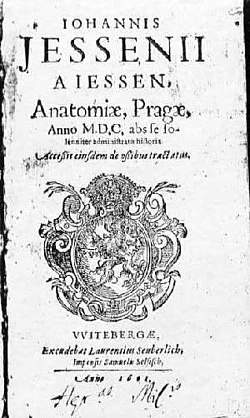 IOHANNIS
JESSENII
A IESSEN,
Anatomiæ, Pragæ,
Anno M.D.C, abs se so-
lenniter administratæ historia.
Accessit eiusdem de ossibus tractatus.
VVITEBERGÆ,
Excudebat Laurentius Seuberlich,
Impensis Samuelis Selfisch,
Anno 1601